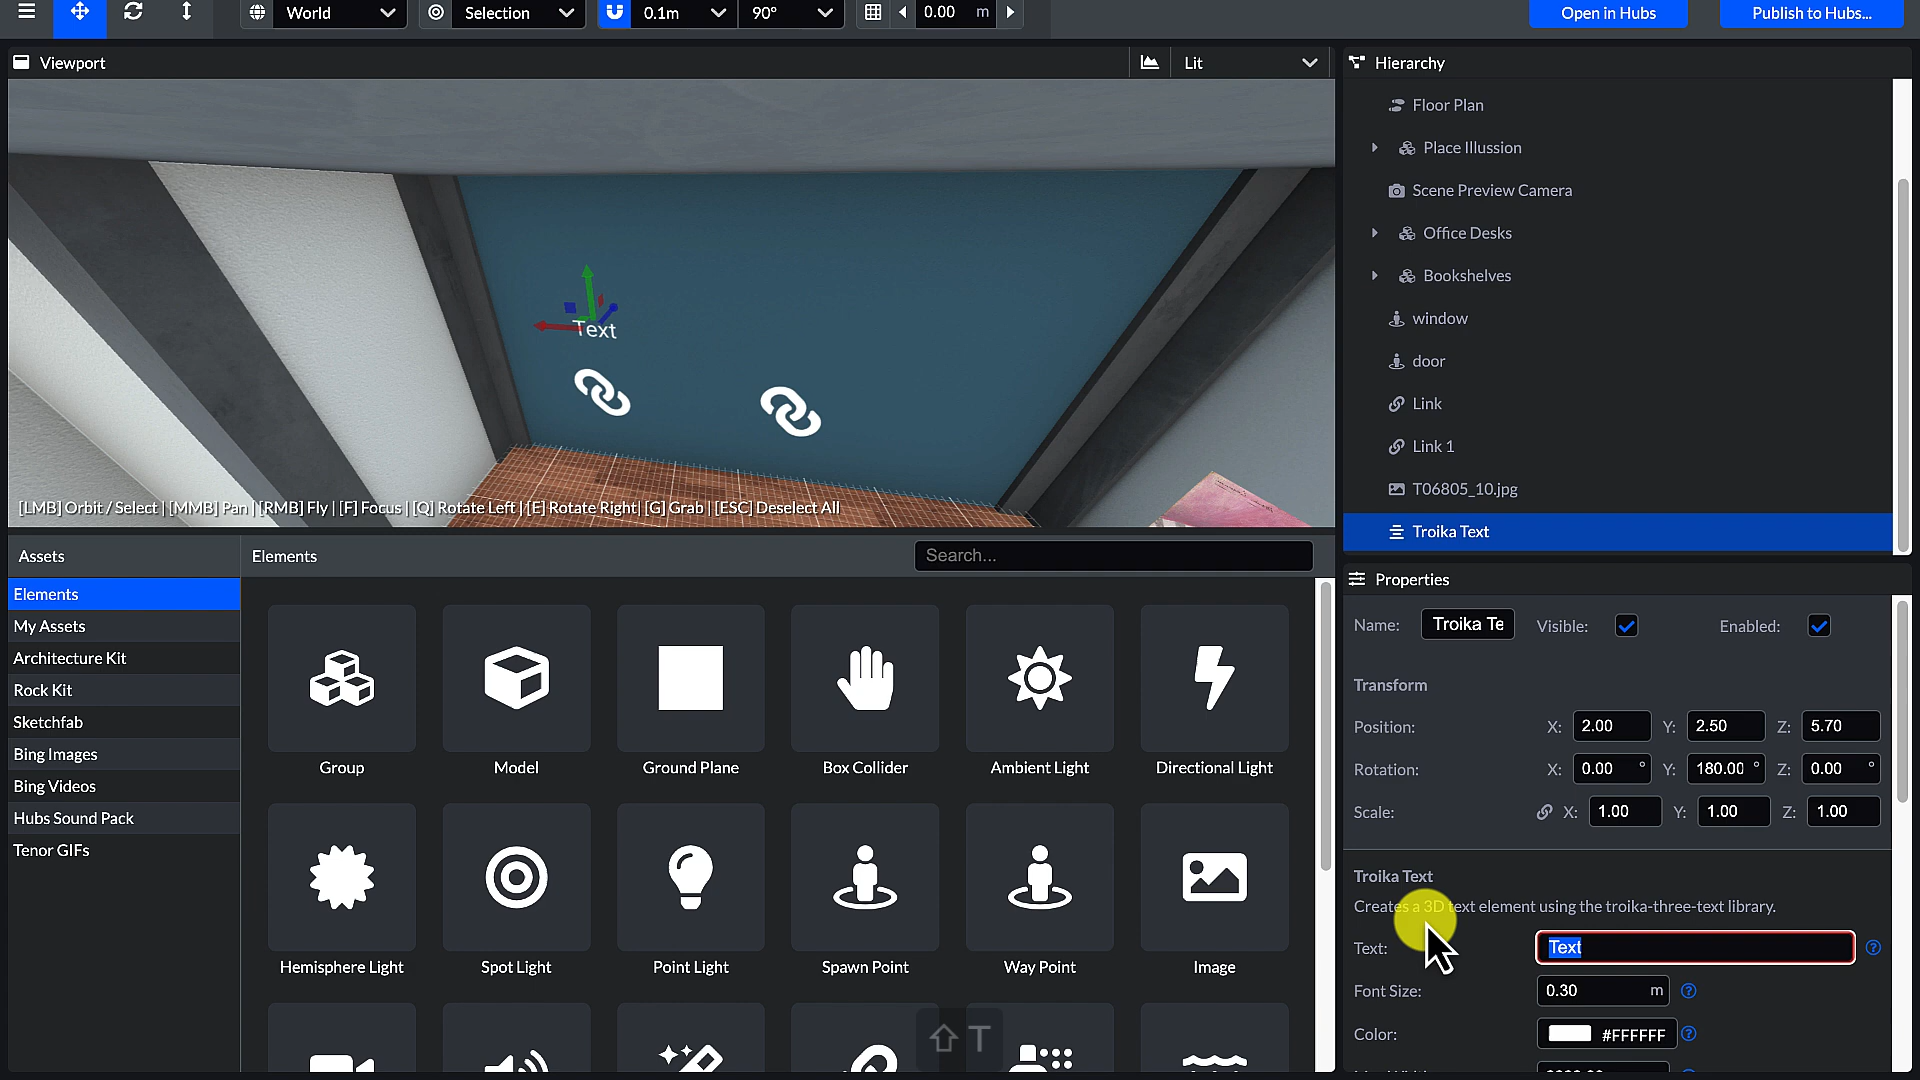 World
Selection
0.1m
90°
0.00 m
Open in Hubs
Publish to Hubs...
Viewport
Lit
Hierarchy
Floor Plan
Place Illussion
Scene Preview Camera
Office Desks
Bookshelves
window
door
Link
Link 1
T06805_10.jpg
Troika Text
Text
[LMB] Orbit / Select | [MMB] Pan | [RMB] Fly | [F] Focus | [Q] Rotate Left | [E] Rotate Right | [G] Grab | [ESC] Deselect All
Assets
Elements
My Assets
Architecture Kit
Rock Kit
Sketchfab
Bing Images
Bing Videos
Hubs Sound Pack
Tenor GIFs
Elements
Search...
Group
Model
Ground Plane
Box Collider
Ambient Light
Directional Light
Hemisphere Light
Spot Light
Point Light
Spawn Point
Way Point
Image
T
Properties
Name: Troika Te Visible: Enabled:
Transform
Position: X: 2.00 Y: 2.50 Z: 5.70
Rotation: X: 0.00 ° Y: 180.00 ° Z: 0.00 °
Scale: X: 1.00 Y: 1.00 Z: 1.00
Troika Text
Creates a 3D text element using the troika-three-text library.
Text: Text
Font Size: 0.30 m
Color: #FFFFFF